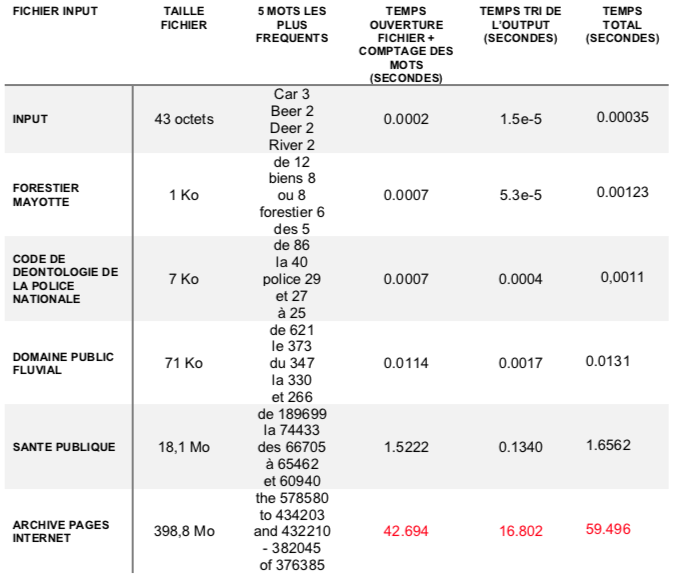 FICHIER INPUT
TAILLE
FICHIER
5 MOTS LES
PLUS
FREQUENTS
TEMPS
OUVERTURE
FICHIER +
COMPTAGE DES
MOTS
(SECONDES)
TEMPS TRI DE
L'OUTPUT
(SECONDES)
TEMPS
TOTAL
(SECONDES)
INPUT
43 octets
Car 3
Beer 2
Deer 2
River 2
0.0002
1.5e-5
0.00035
FORESTIER
MAYOTTE
1 Ko
de 12
biens 8
ou 8
forestier 6
des 5
0.0007
5.3e-5
0.00123
CODE DE
DEONTOLOGIE DE
LA POLICE
NATIONALE
7 Ko
de 86
la 40
police 29
et 27
à 25
0.0007
0.0004
0,0011
DOMAINE PUBLIC
FLUVIAL
71 Ko
de 621
le 373
du 347
la 330
et 266
0.0114
0.0017
0.0131
SANTE PUBLIQUE
18,1 Mo
de 189699
la 74433
des 66705
à 65462
et 60940
1.5222
0.1340
1.6562
ARCHIVE PAGES
INTERNET
398,8 Mo
the 578580
to 434203
and 432210
- 382045
of 376385
42.694
16.802
59.496